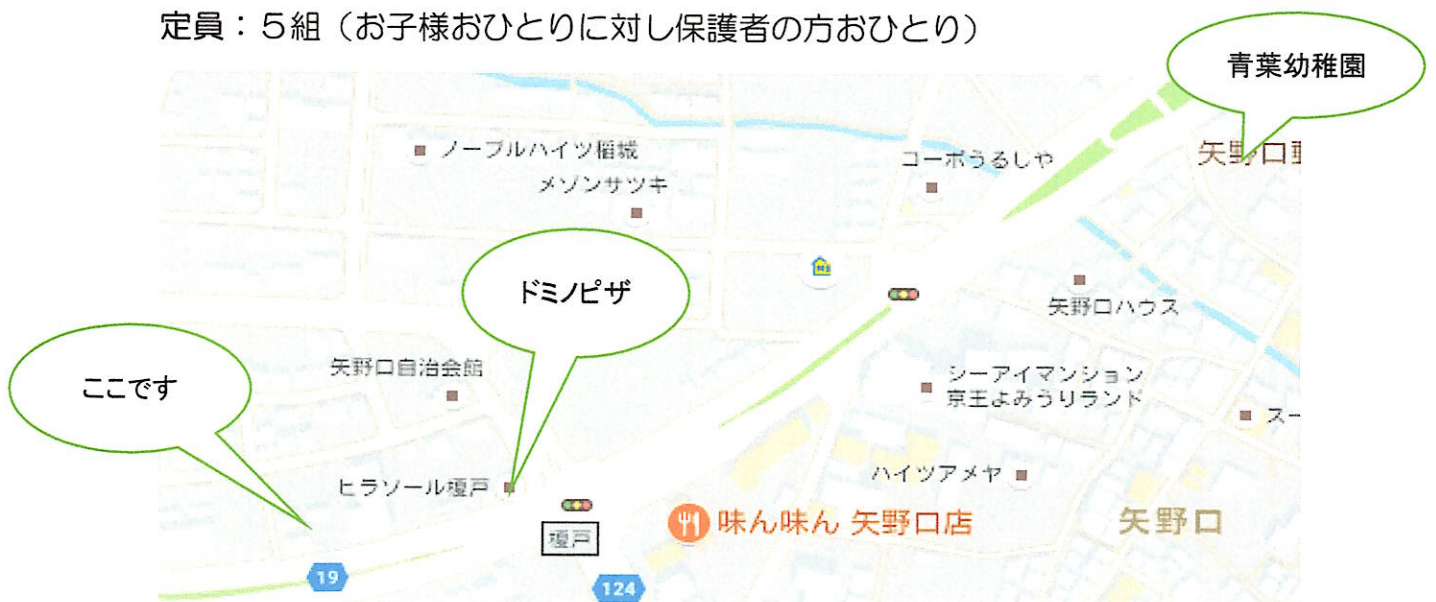 定員：５組（お子様おひとりに対し保護者の方おひとり）
青葉幼稚園
ノーブルハイツ稲城
コーポうるしや
矢野口
メゾンサツキ
ドミノピザ
矢野口ハウス
ここです
矢野口自治会館
シーアイマンション
京王よみうりランド
スー
ヒラソール榎戸
ハイツアメヤ
榎戸
味ん味ん 矢野口店
矢野口
19
124